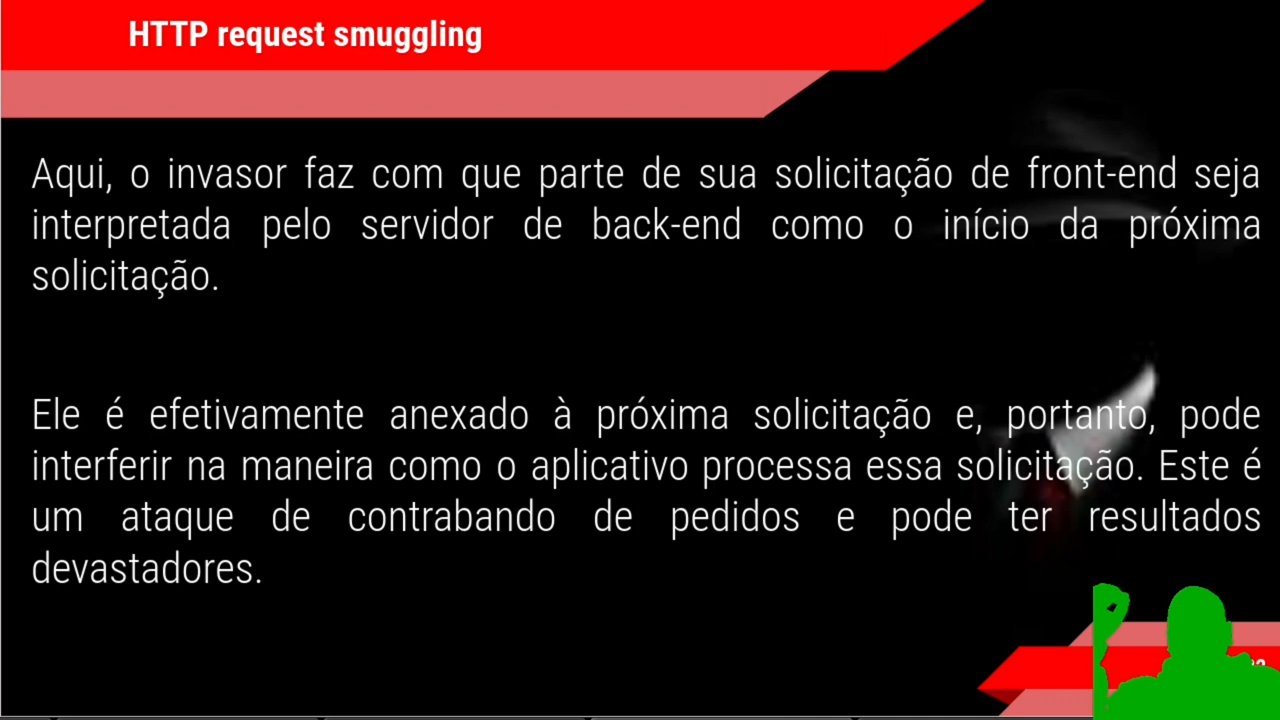 HTTP request smuggling
Aqui, o invasor faz com que parte de sua solicitação de front-end seja
interpretada pelo servidor de back-end como o início da próxima
solicitação.
Ele é efetivamente anexado à próxima solicitação e, portanto, pode
interferir na maneira como o aplicativo processa essa solicitação. Este é
um ataque de contrabando de pedidos e pode ter resultados
devastadores.